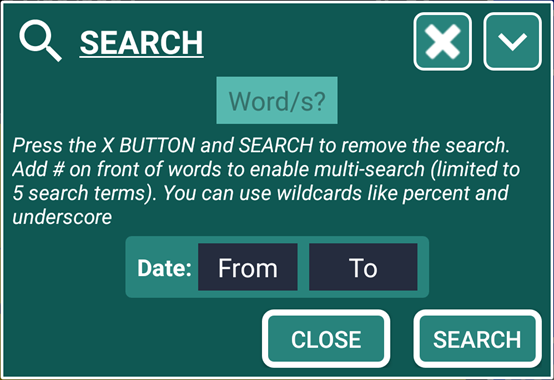 SEARCH
Word/s?
Press the X BUTTON and SEARCH to remove the search.
Add # on front of words to enable multi-search (limited to
5 search terms). You can use wildcards like percent and
underscore
Date: From To
CLOSE SEARCH